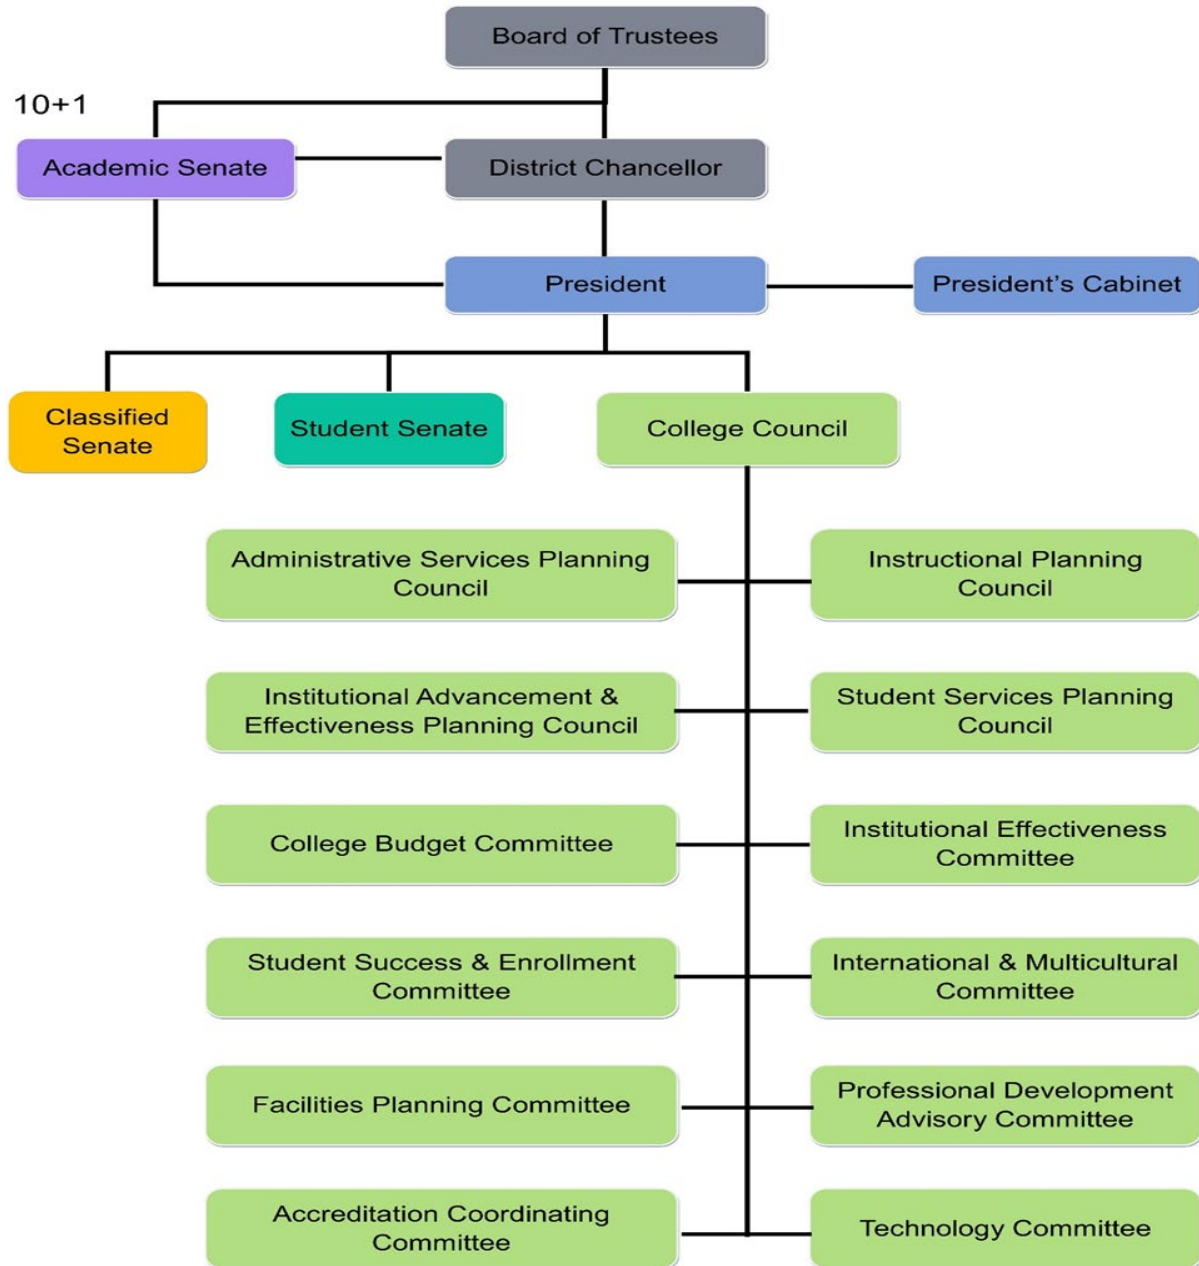 Board of Trustees
10+1
Academic Senate
District Chancellor
President
President's Cabinet
Classified
Senate
Student Senate
College Council
Administrative Services Planning
Council
Instructional Planning
Council
Institutional Advancement &
Effectiveness Planning Council
Student Services Planning
Council
College Budget Committee
Institutional Effectiveness
Committee
Student Success & Enrollment
Committee
International & Multicultural
Committee
Facilities Planning Committee
Professional Development
Advisory Committee
Accreditation Coordinating
Committee
Technology Committee